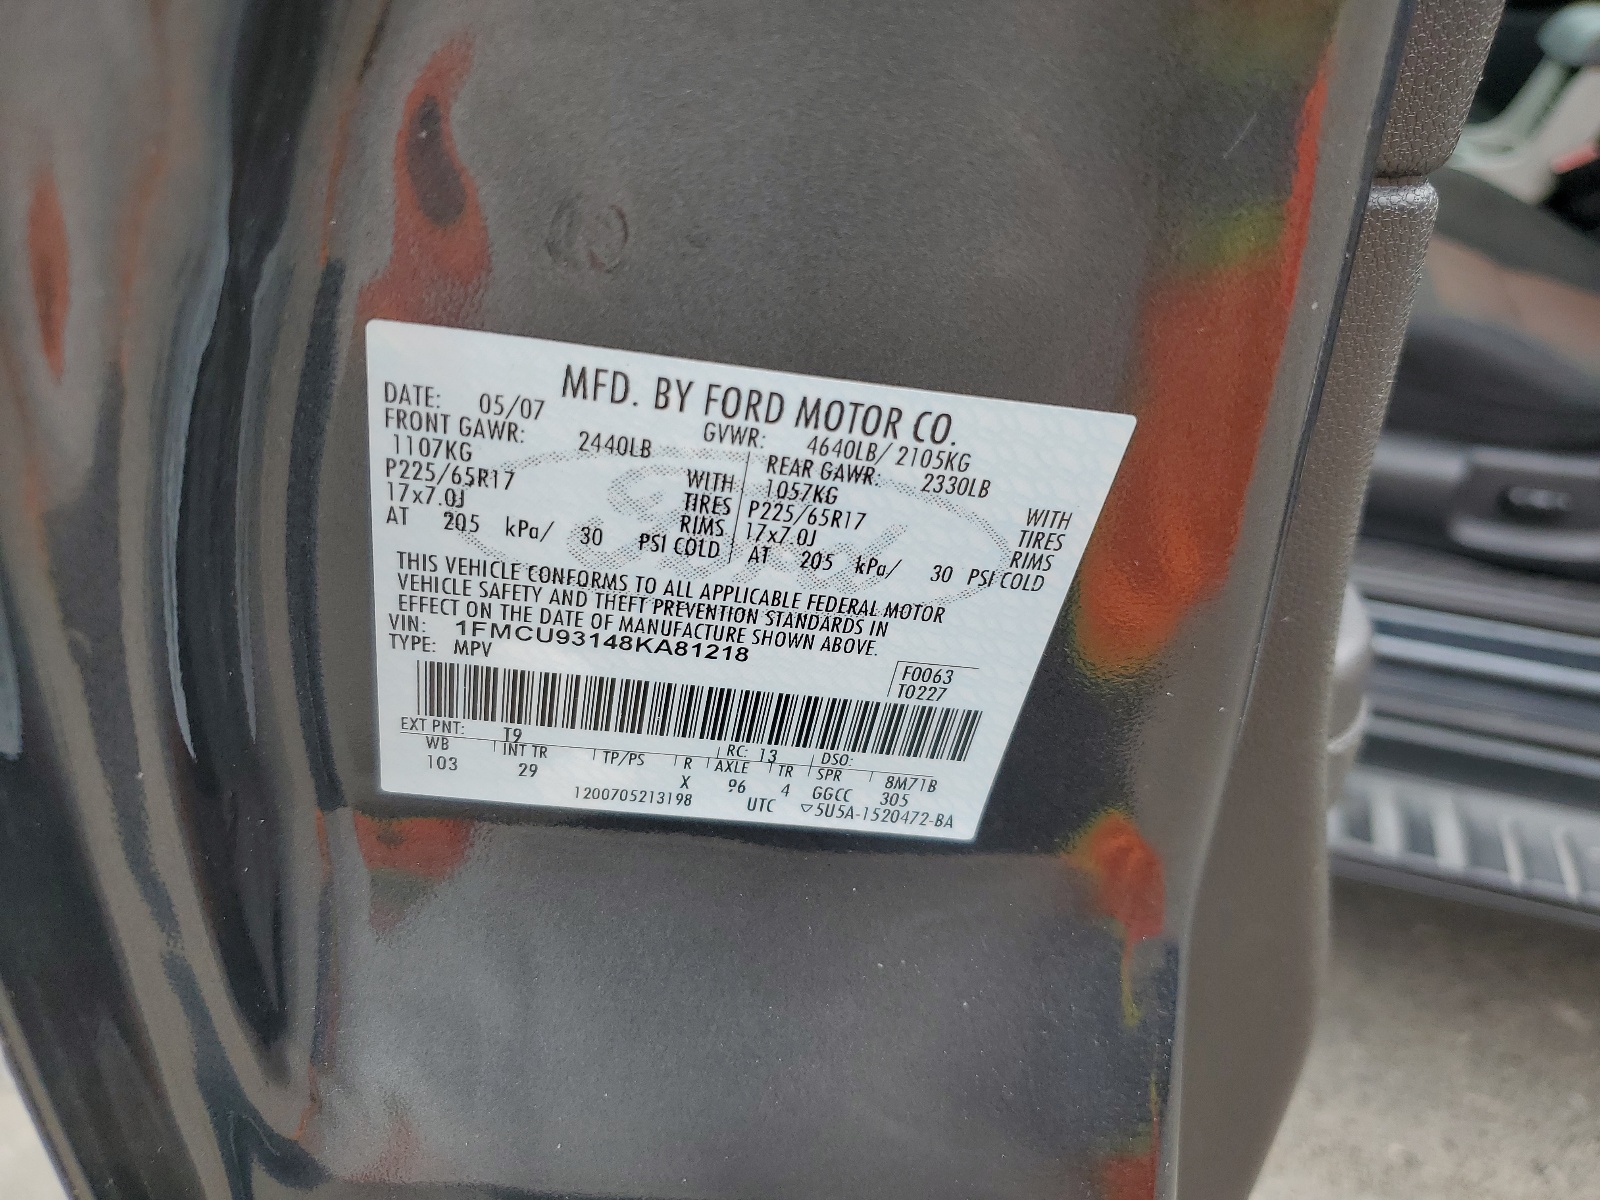 MFD. BY FORD MOTOR CO.
DATE: 05/07 GVWR: 4640LB/ 2105KG
FRONT GAWR: 2440LB REAR GAWR: 2330LB
1107KG WITH 1057KG WITH
P225/65R17 TIRES P225/65R17 TIRES
17x7.0J RIMS 17x7.0J RIMS
AT 205 kPa/ 30 PSI COLD AT 205 kPa/ 30 PSI COLD
THIS VEHICLE CONFORMS TO ALL APPLICABLE FEDERAL MOTOR
VEHICLE SAFETY AND THEFT PREVENTION STANDARDS IN
EFFECT ON THE DATE OF MANUFACTURE SHOWN ABOVE.
VIN: 1FMCU93148KA81218
TYPE: MPV
F0063
T0227
EXT PNT: T9 RC: 13 DSO:
WB INT TR TP/PS R AXLE TR SPR 8M71B
103 29 X 96 4 GGCC 305
1200705213198 UTC ▽5U5A-1520472-BA
Ford